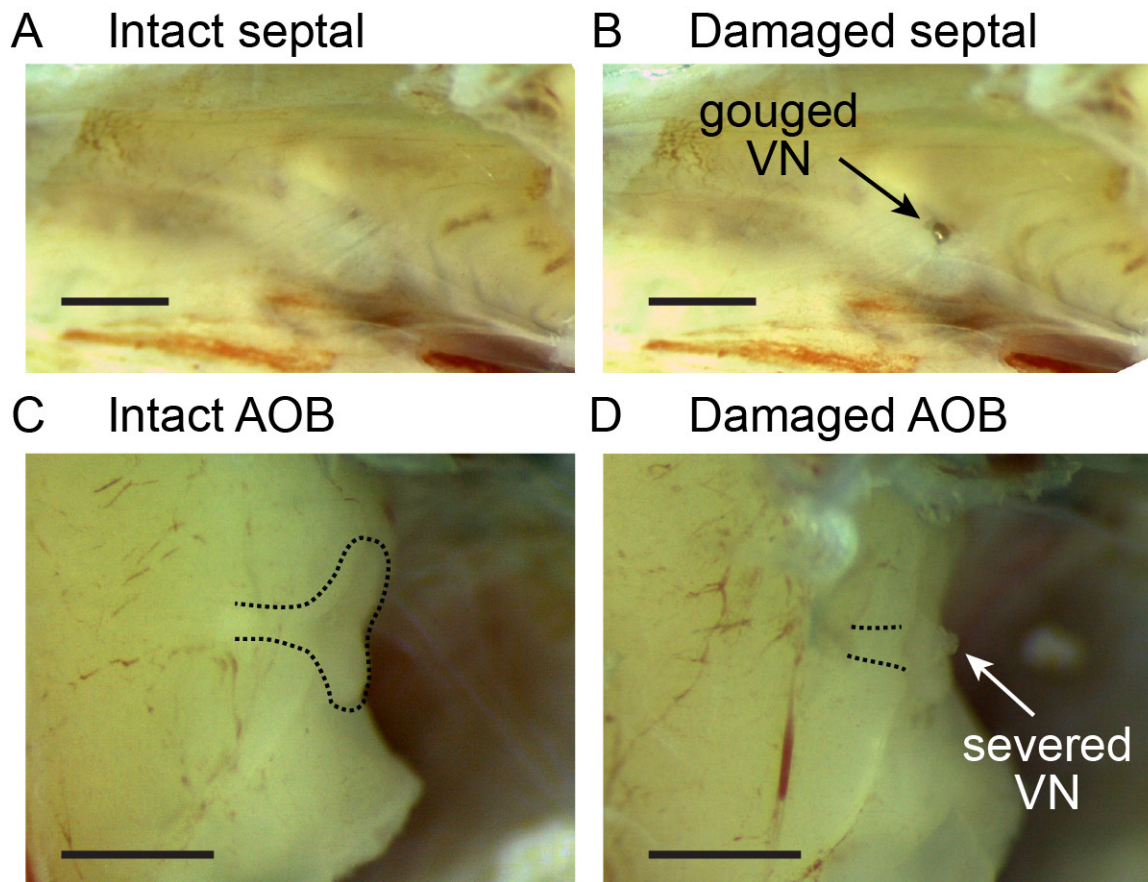 A Intact septal
B Damaged septal
gouged
VN
C Intact AOB
D Damaged AOB
severed
VN